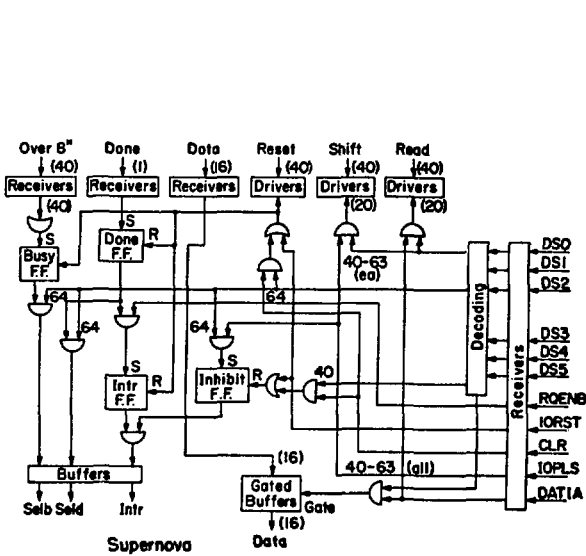 Over 8" Done Data Reset Shift Read
(40) (1) (16) (40) (40) (40)
Receivers Receivers Receivers Drivers Drivers Drivers
(40) (20) (20)
S
S
Done F.F.
R
Busy F.F.
40-63 (ea)
Decoding
Receivers
DS0
DS1
DS2
64
64
64
64
DS3
DS4
DS5
S
Intr F.F.
R
S
Inhibit F.F.
R
40
RQENB
IORST
CLR
IOPLS
DATIA
(16)
40-63 (all)
Buffers
Gated Buffers
Gate
Selb Seld Intr
(16)
Data
Supernova